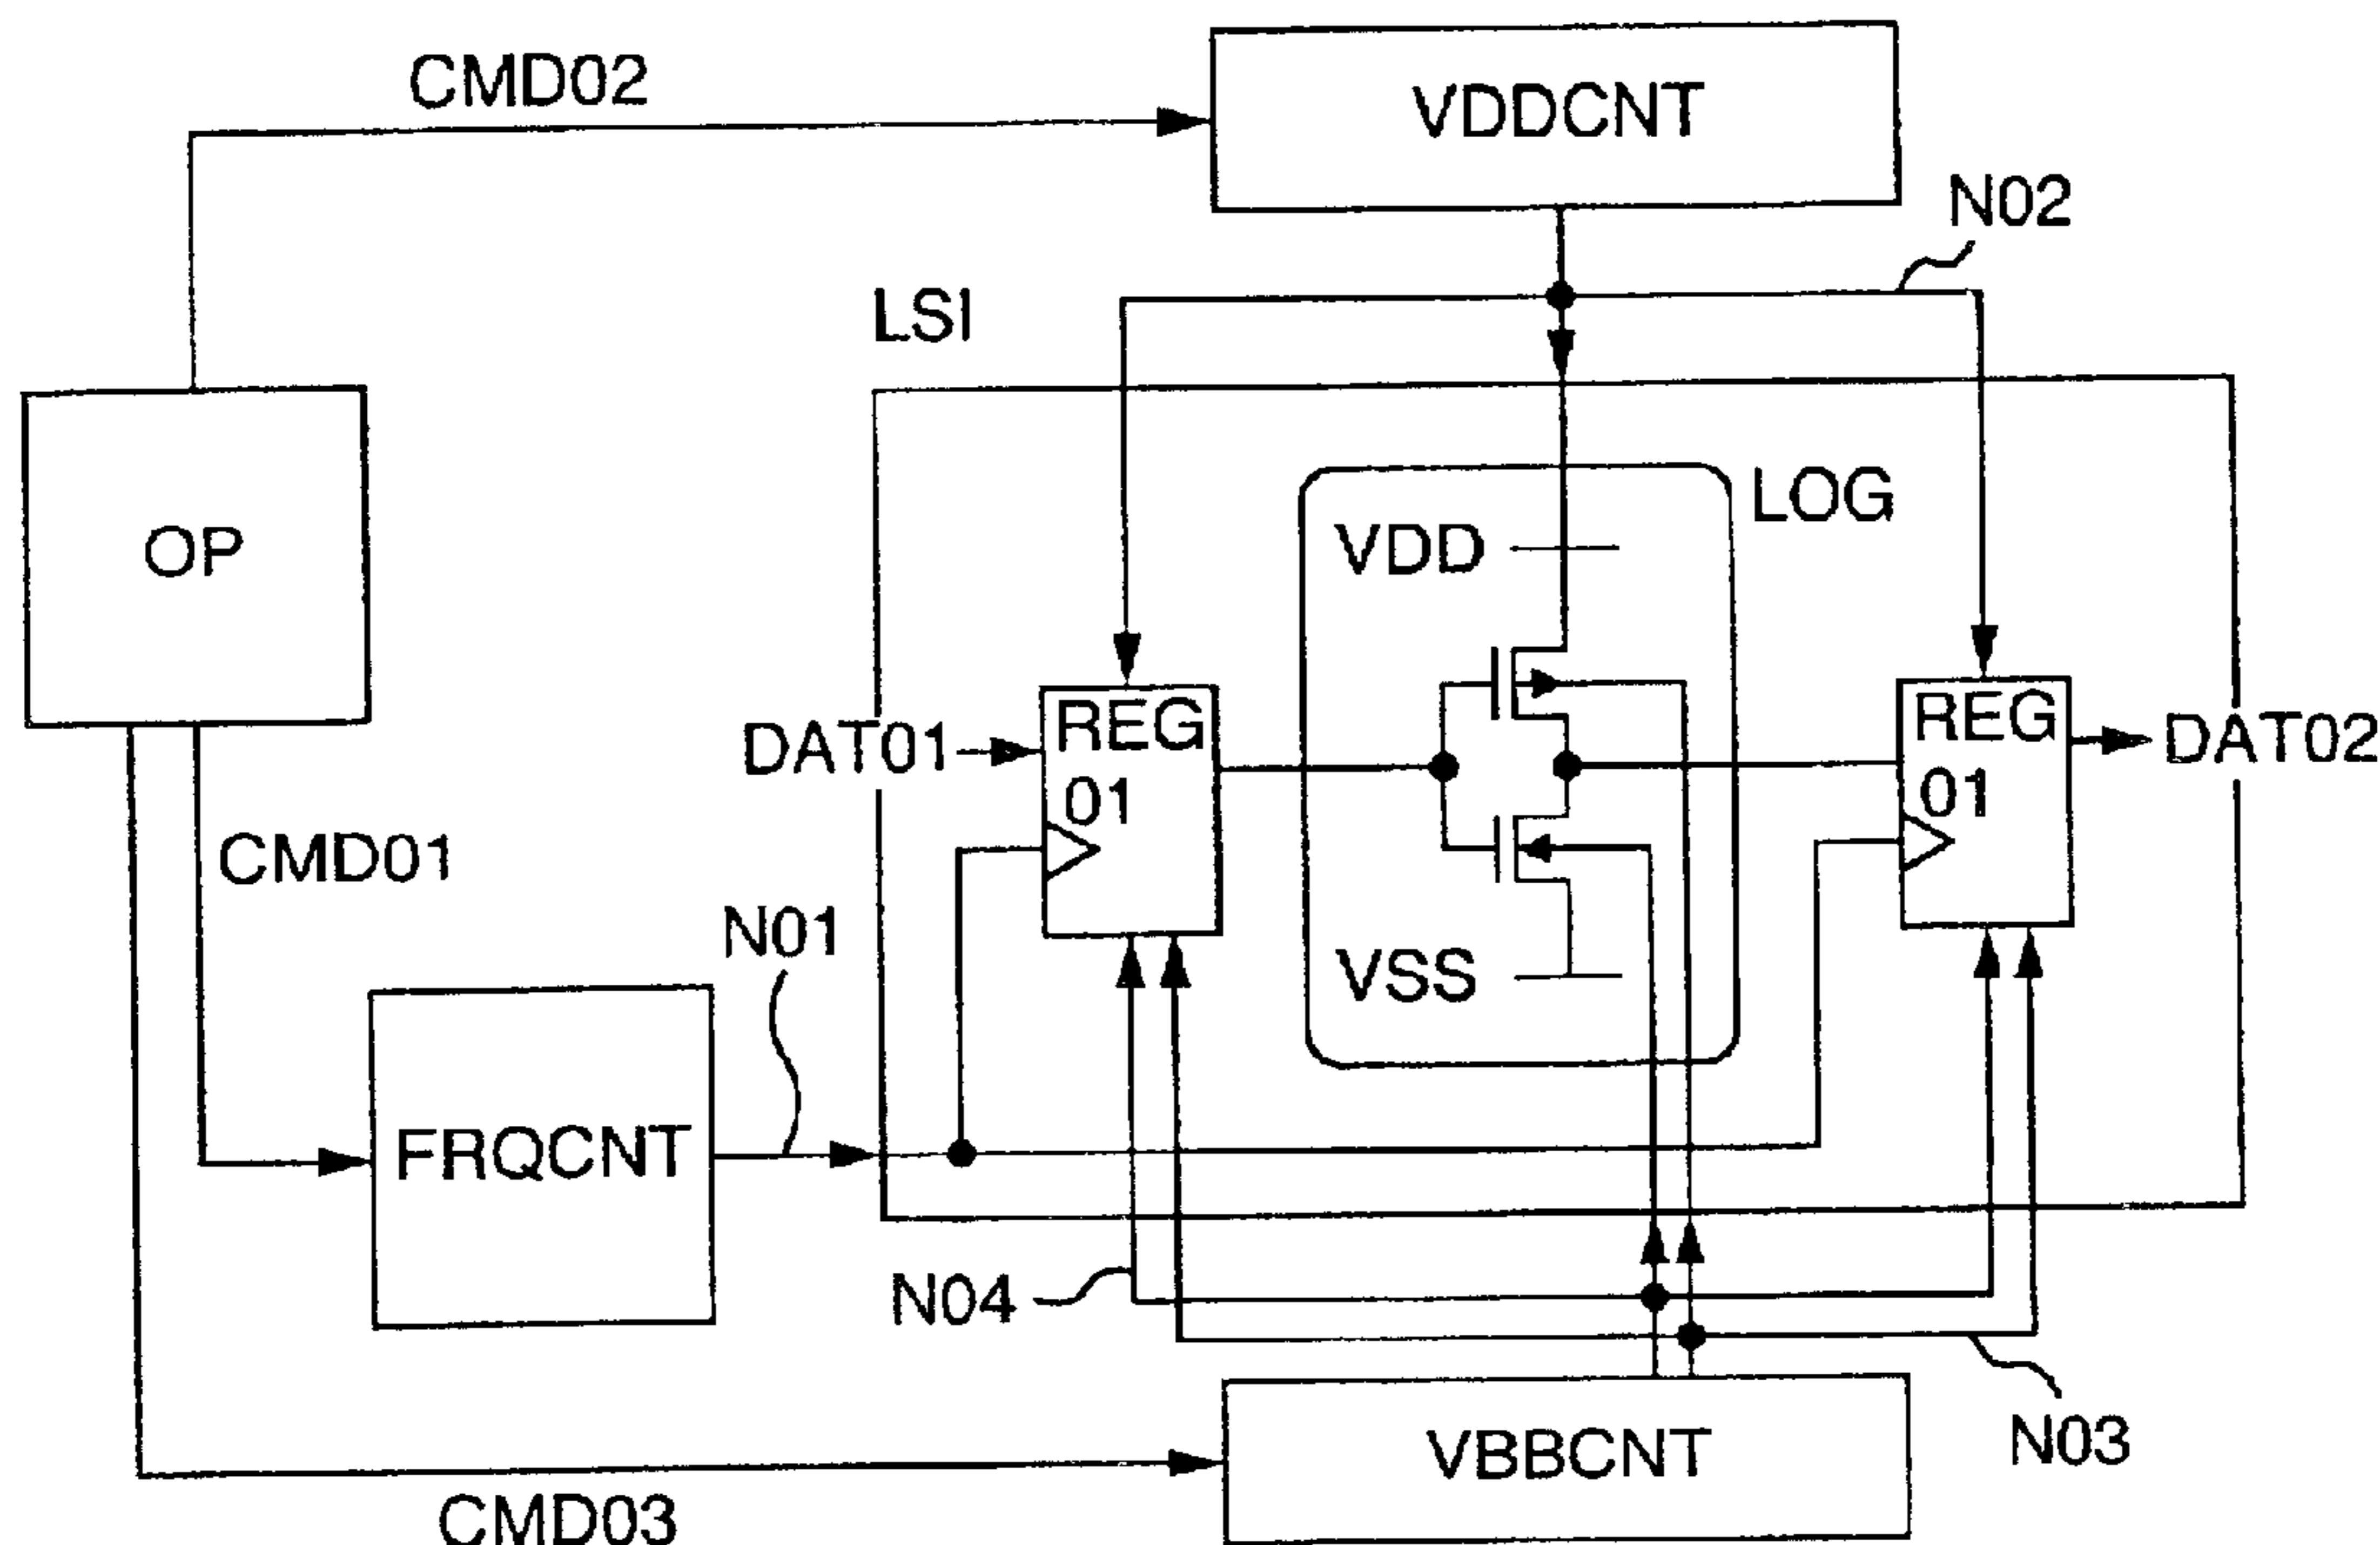 CMD02
VDDCNT
N02
LSI
LOG
VDD
OP
REG
01
REG
01
DAT01
DAT02
CMD01
N01
VSS
FRQCNT
N04
N03
VBBCNT
CMD03